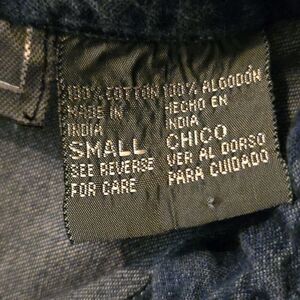 100% COTTON
MADE IN
INDIA
SMALL
SEE REVERSE
FOR CARE
100% ALGODÓN
HECHO EN
INDIA
CHICO
VER AL DORSO
PARA CUIDADO